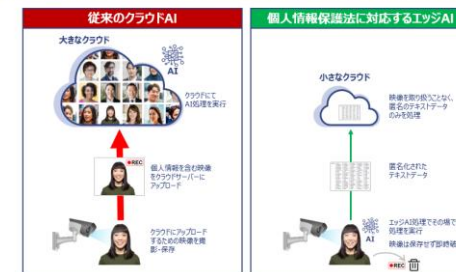 従来のクラウドAI
大きなクラウド
AI
クラウドにて
AI処理を実行
REC
個人情報を含む映像
をクラウドサーバーに
アップロード
クラウドにアップロード
するための映像を撮
影・保存
個人情報保護法に対応するエッジAI
小さなクラウド
映像を取り扱うことなく、
匿名のテキストデータ
のみを処理
匿名化された
テキストデータ
エッジAI処理でその場で
処理を実行
AI
映像は保存せず即時破
REC